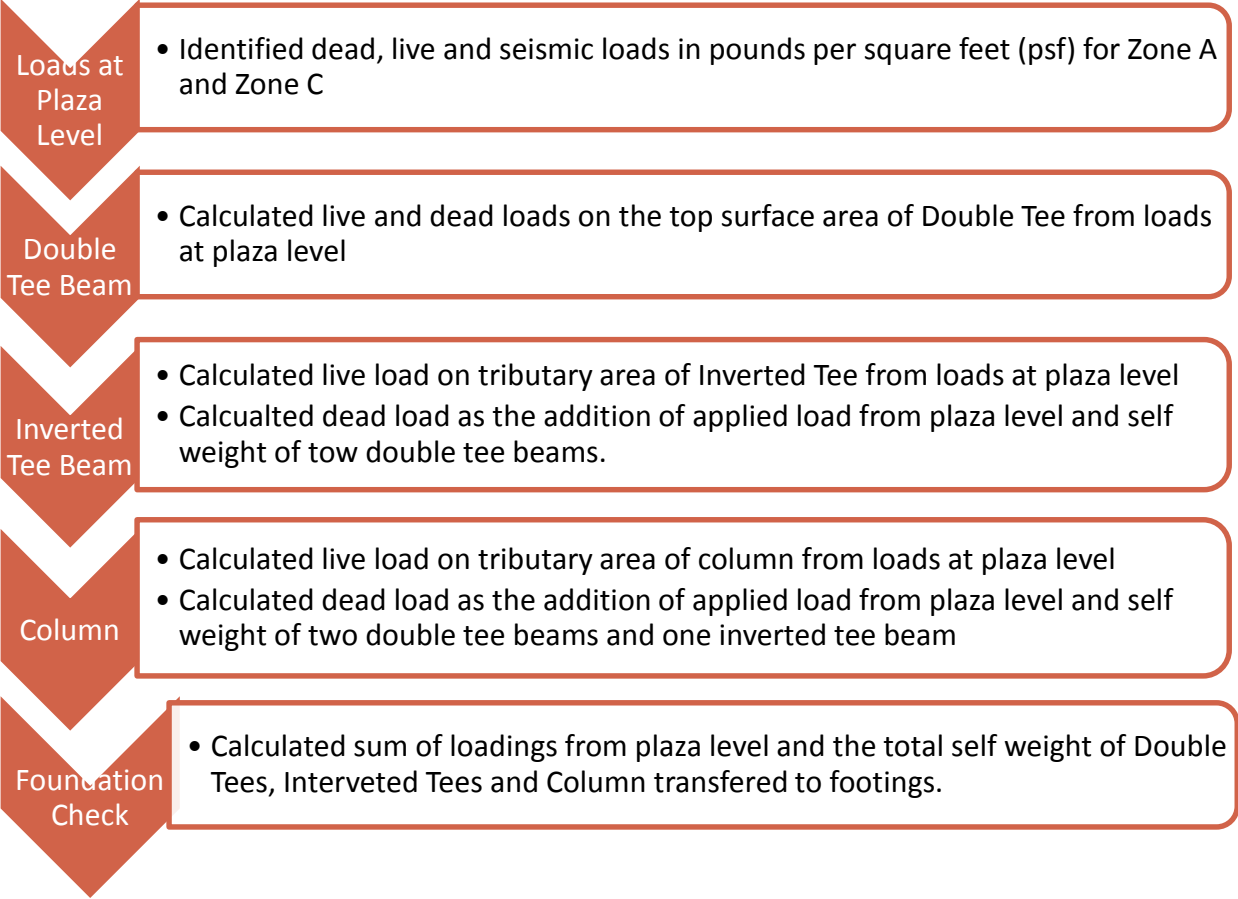 Loads at
Plaza
Level
• Identified dead, live and seismic loads in pounds per square feet (psf) for Zone A
and Zone C
Double
Tee Beam
• Calculated live and dead loads on the top surface area of Double Tee from loads
at plaza level
Inverted
Tee Beam
• Calculated live load on tributary area of Inverted Tee from loads at plaza level
• Calcualted dead load as the addition of applied load from plaza level and self
weight of tow double tee beams.
Column
• Calculated live load on tributary area of column from loads at plaza level
• Calculated dead load as the addition of applied load from plaza level and self
weight of two double tee beams and one inverted tee beam
Foundation
Check
• Calculated sum of loadings from plaza level and the total self weight of Double
Tees, Interveted Tees and Column transfered to footings.